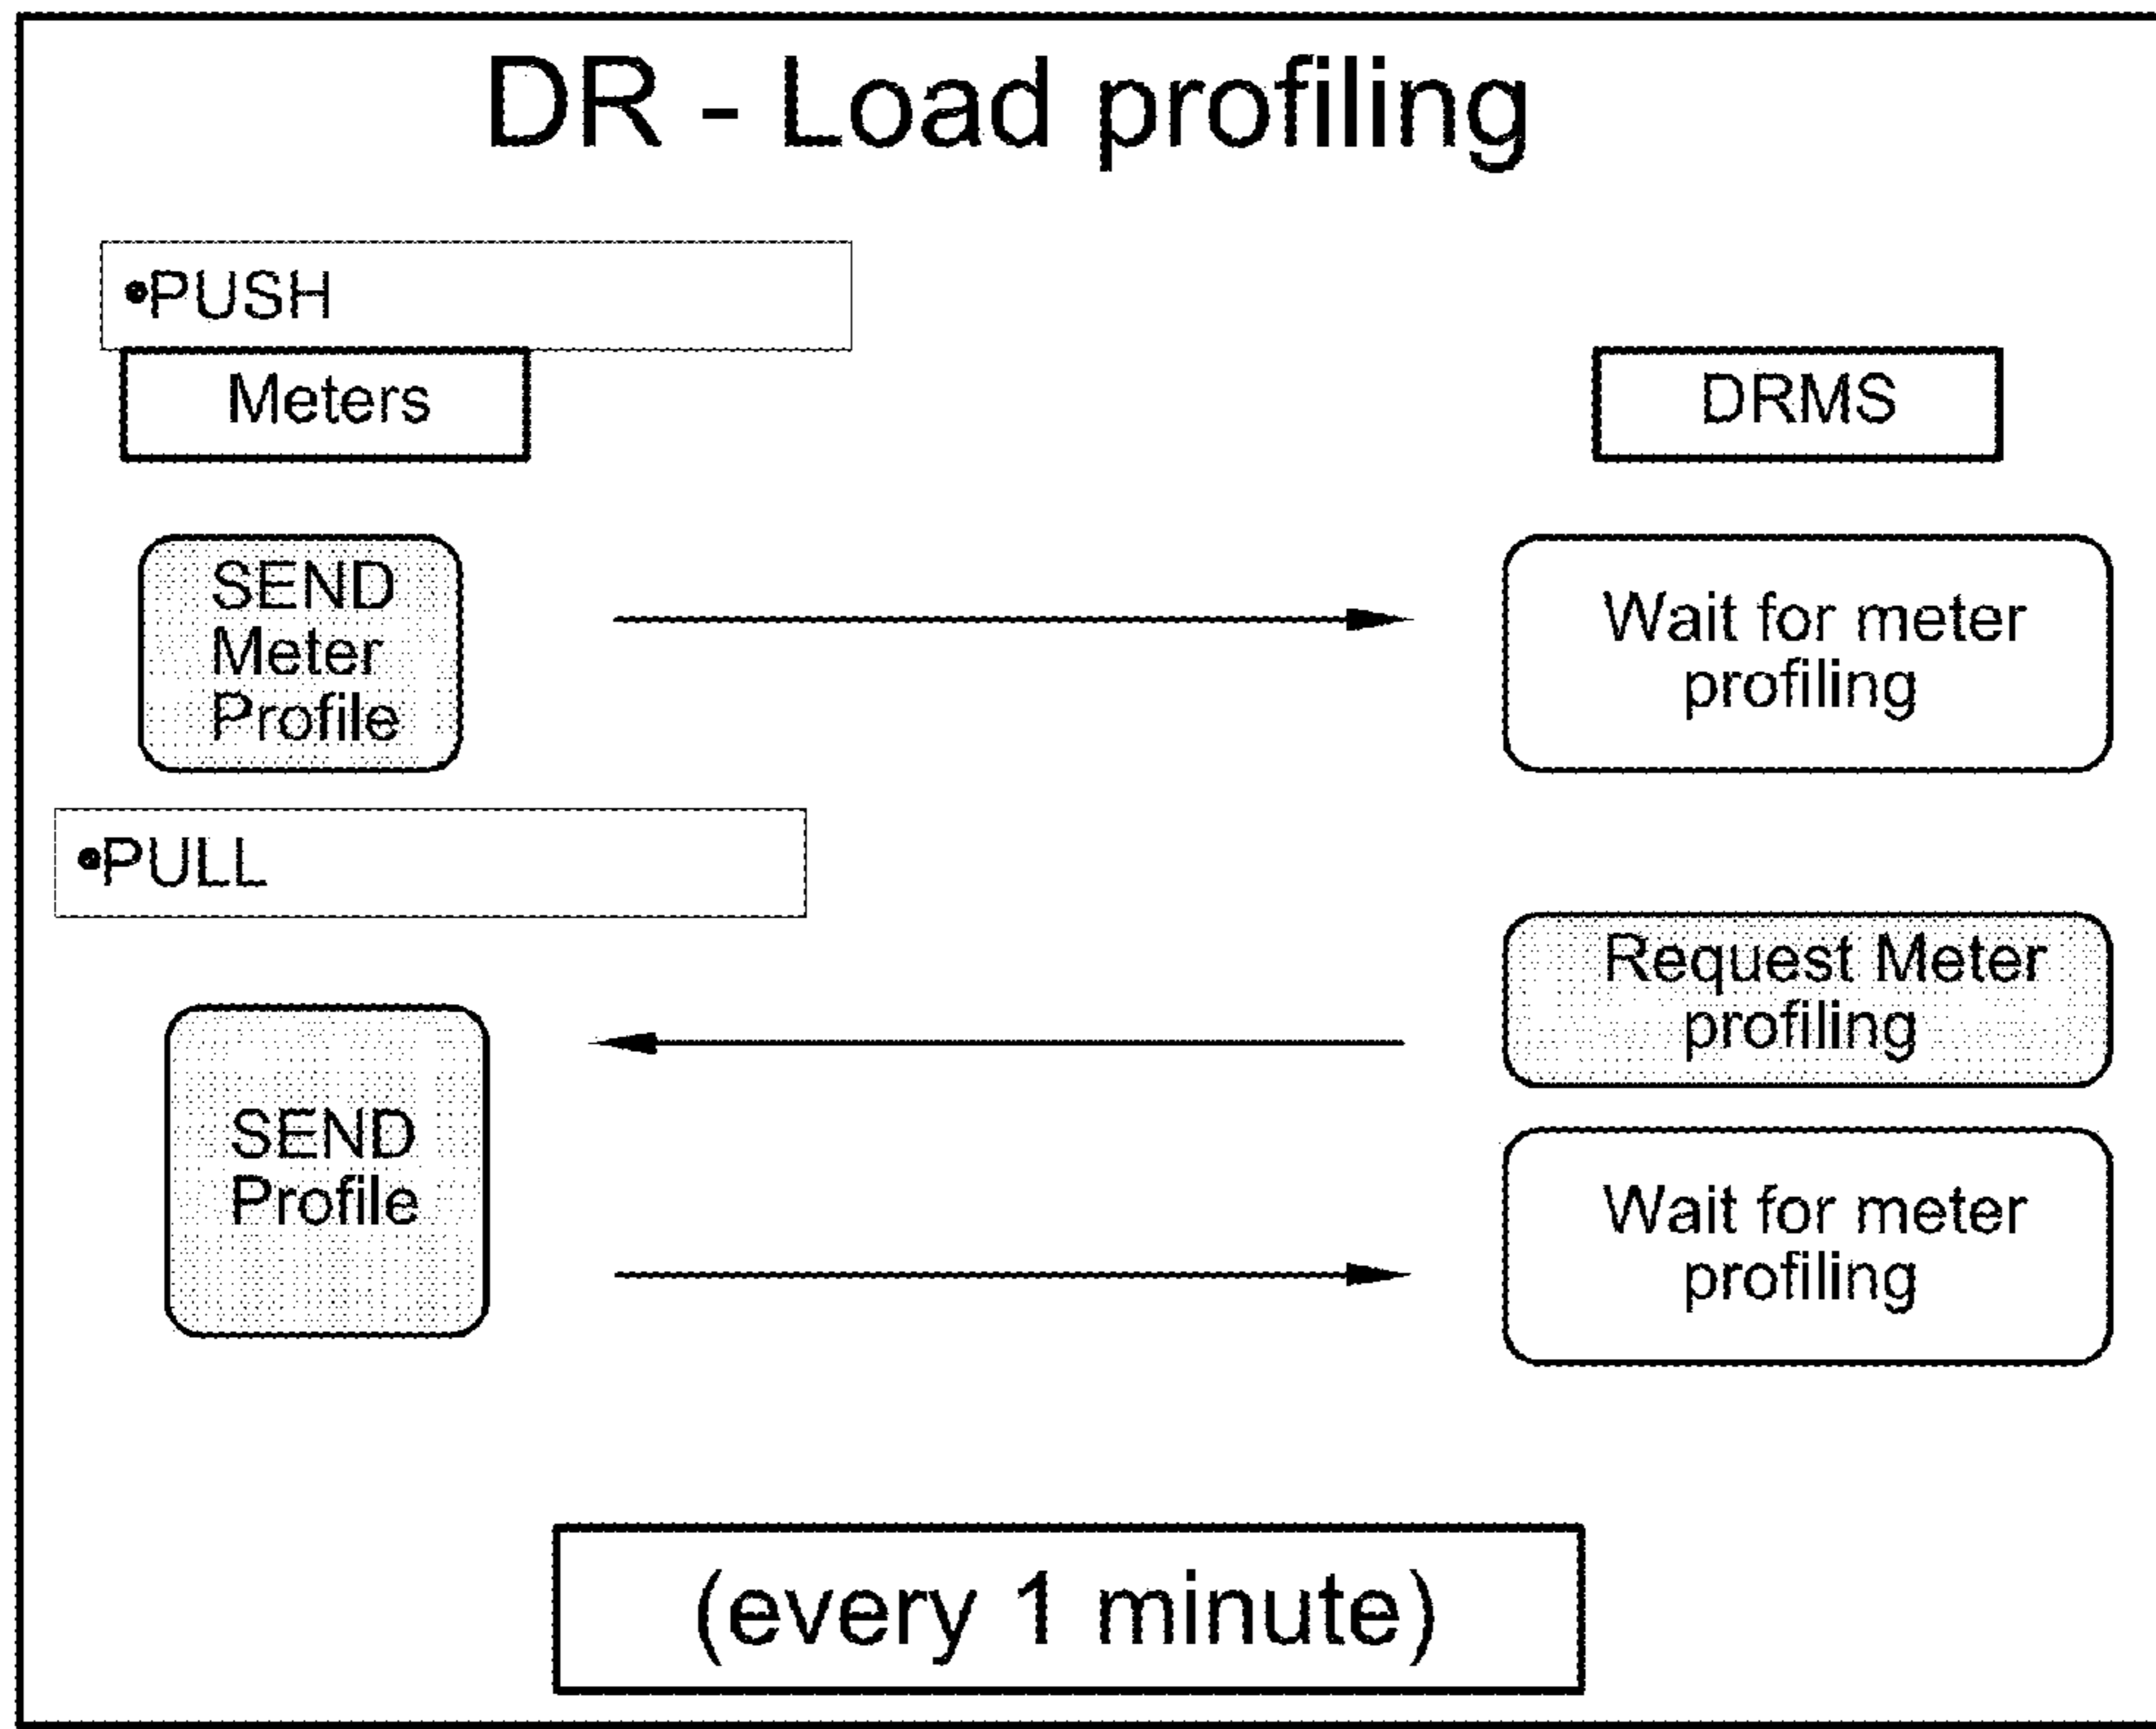 DR - Load profiling
•PUSH
Meters
DRMS
SEND
Meter
Profile
Wait for meter
profiling
•PULL
Request Meter
profiling
SEND
Profile
Wait for meter
profiling
(every 1 minute)